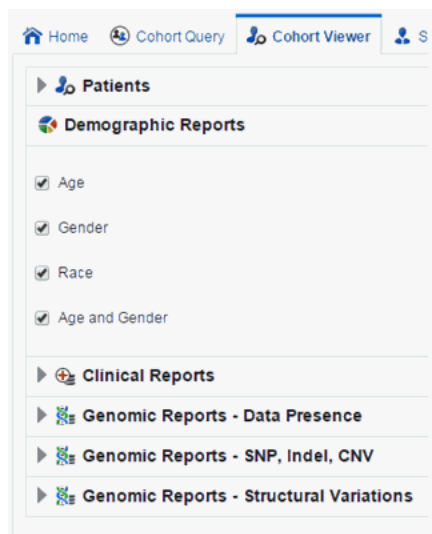 Home Cohort Query Cohort Viewer S
Patients
Demographic Reports
Age
Gender
Race
Age and Gender
Clinical Reports
Genomic Reports - Data Presence
Genomic Reports - SNP, Indel, CNV
Genomic Reports - Structural Variations